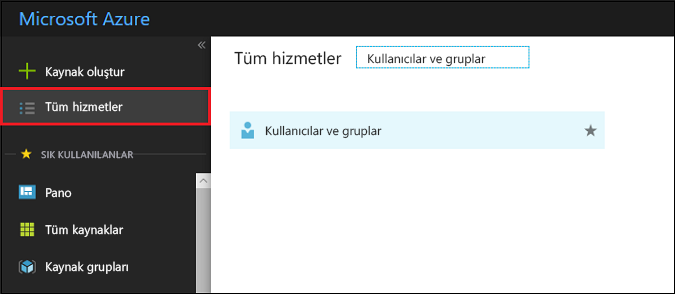 Microsoft Azure
«
Kaynak oluştur
Tüm hizmetler
SIK KULLANILANLAR
Pano
Tüm kaynaklar
Kaynak grupları
Tüm hizmetler
Kullanıcılar ve gruplar
Kullanıcılar ve gruplar